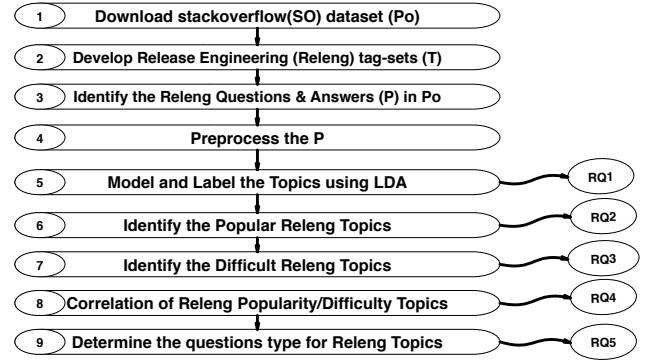 1 Download stackoverflow(SO) dataset (Po)
2 Develop Release Engineering (Releng) tag-sets (T)
3 Identify the Releng Questions & Answers (P) in Po
4 Preprocess the P
5 Model and Label the Topics using LDA RQ1
6 Identify the Popular Releng Topics RQ2
7 Identify the Difficult Releng Topics RQ3
8 Correlation of Releng Popularity/Difficulty Topics RQ4
9 Determine the questions type for Releng Topics RQ5